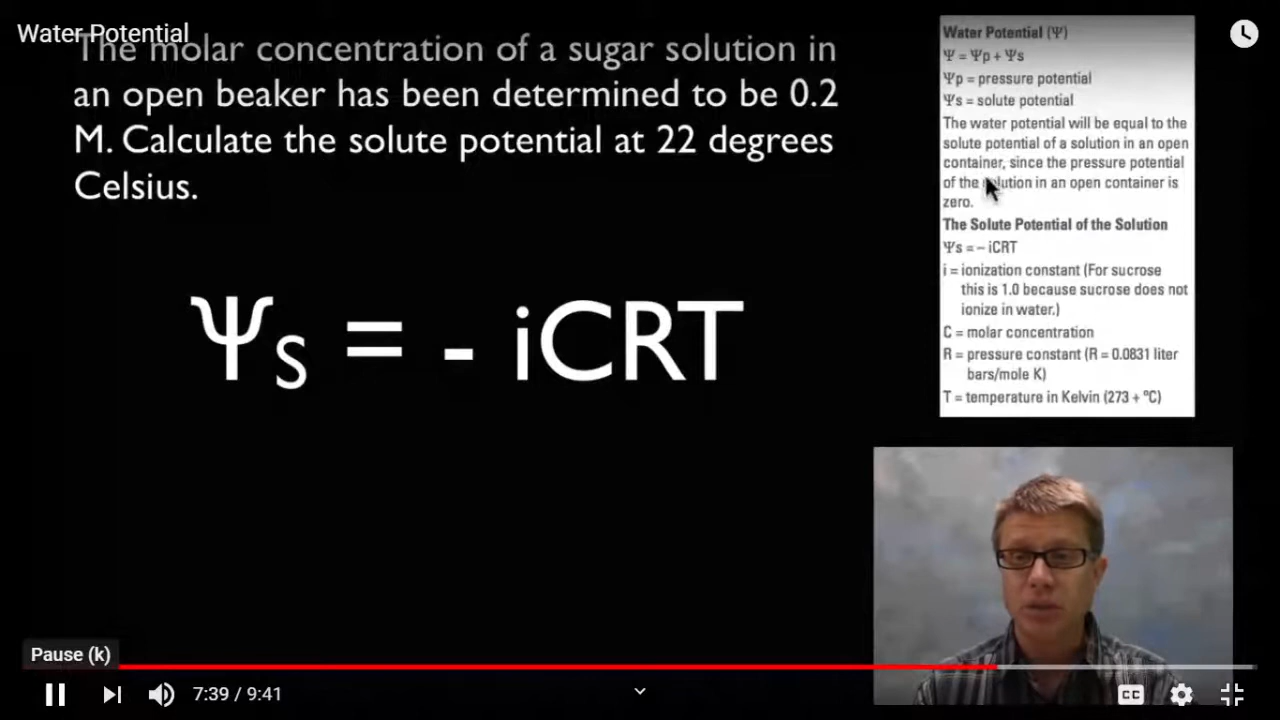 Water Potential
The molar concentration of a sugar solution in
an open beaker has been determined to be 0.2
M. Calculate the solute potential at 22 degrees
Celsius.
Ψs = - iCRT
Water Potential (Ψ)
Ψ = Ψp + Ψs
Ψp = pressure potential
Ψs = solute potential
The water potential will be equal to the
solute potential of a solution in an open
container, since the pressure potential
of the solution in an open container is
zero.
The Solute Potential of the Solution
Ψs = – iCRT
i = ionization constant (For sucrose
this is 1.0 because sucrose does not
ionize in water.)
C = molar concentration
R = pressure constant (R = 0.0831 liter
bars/mole K)
T = temperature in Kelvin (273 + ºC)
Pause (k)
7:39 / 9:41
CC